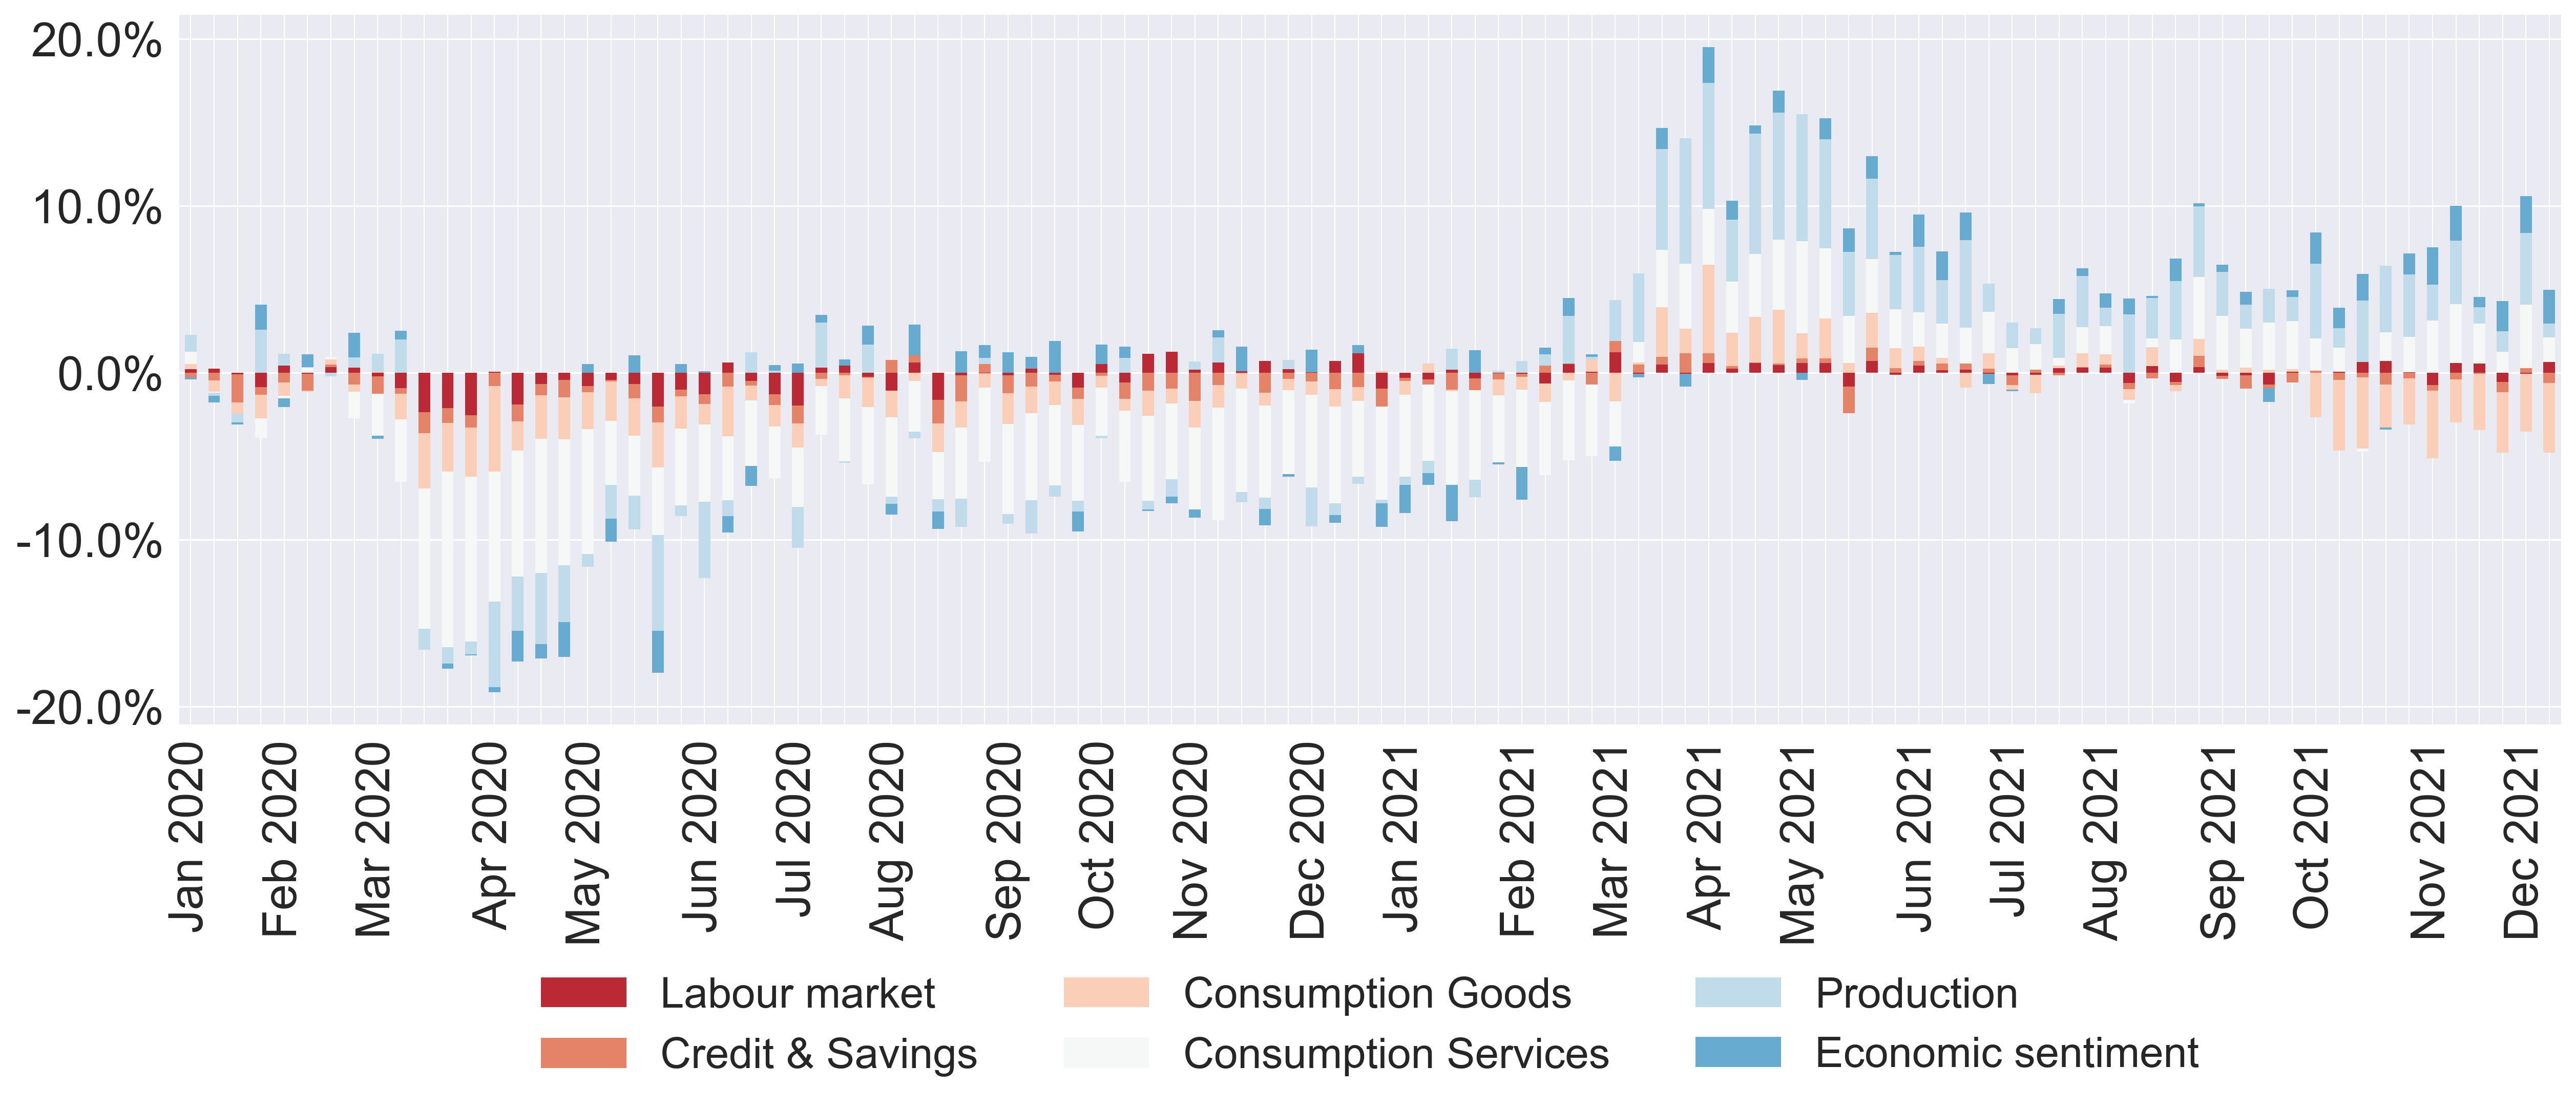 20.0%
10.0%
0.0%
-10.0%
-20.0%
Jan 2020
Feb 2020
Mar 2020
Apr 2020
May 2020
Jun 2020
Jul 2020
Aug 2020
Sep 2020
Oct 2020
Nov 2020
Dec 2020
Jan 2021
Feb 2021
Mar 2021
Apr 2021
May 2021
Jun 2021
Jul 2021
Aug 2021
Sep 2021
Oct 2021
Nov 2021
Dec 2021
Labour market
Consumption Goods
Production
Credit & Savings
Consumption Services
Economic sentiment